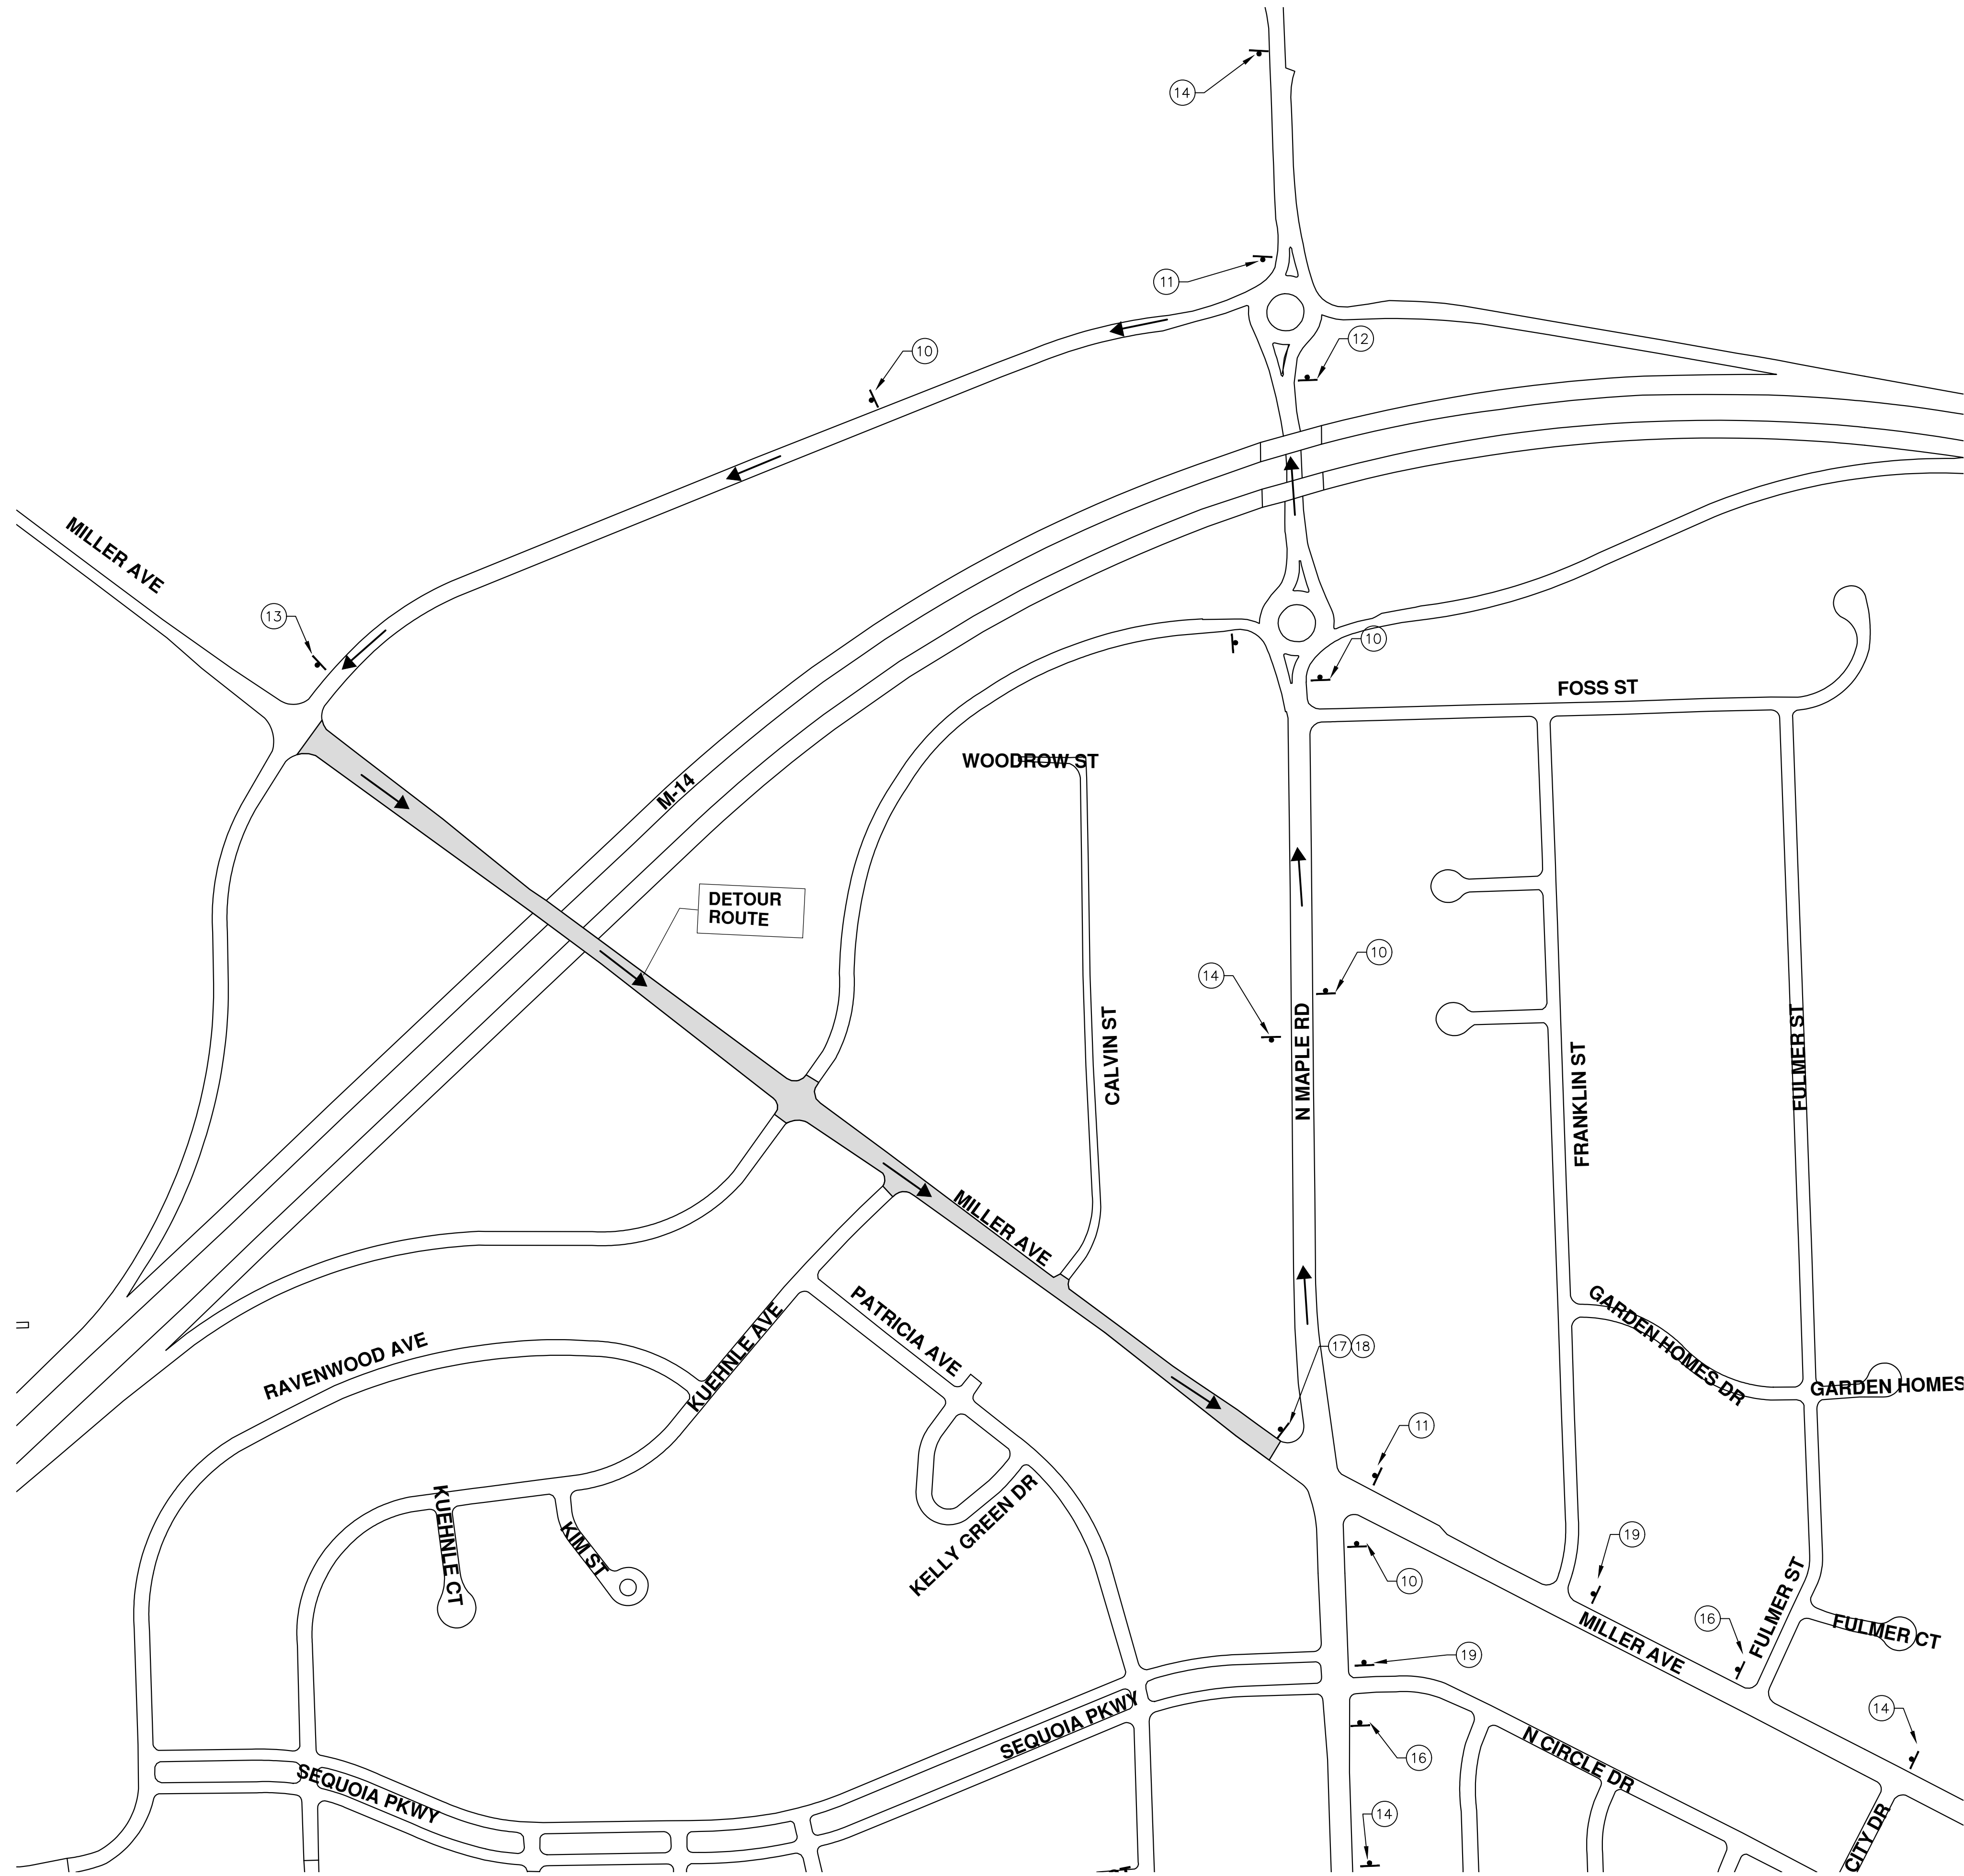 14
11
12
10
MILLER AVE
13
10
FOSS ST
WOODROW ST
M-14
DETOUR
ROUTE
10
14
N MAPLE RD
CALVIN ST
FRANKLIN ST
FULMER ST
MILLER AVE
GARDEN HOMES DR
PATRICIA AVE
KUEHNLE AVE
RAVENWOOD AVE
17
18
GARDEN HOMES
11
KELLY GREEN DR
KUEHNLE CT
KIM ST
19
10
FULMER ST
16
FULMER CT
MILLER AVE
19
14
SEQUOIA PKWY
16
N CIRCLE DR
SEQUOIA PKWY
14
CITY DR